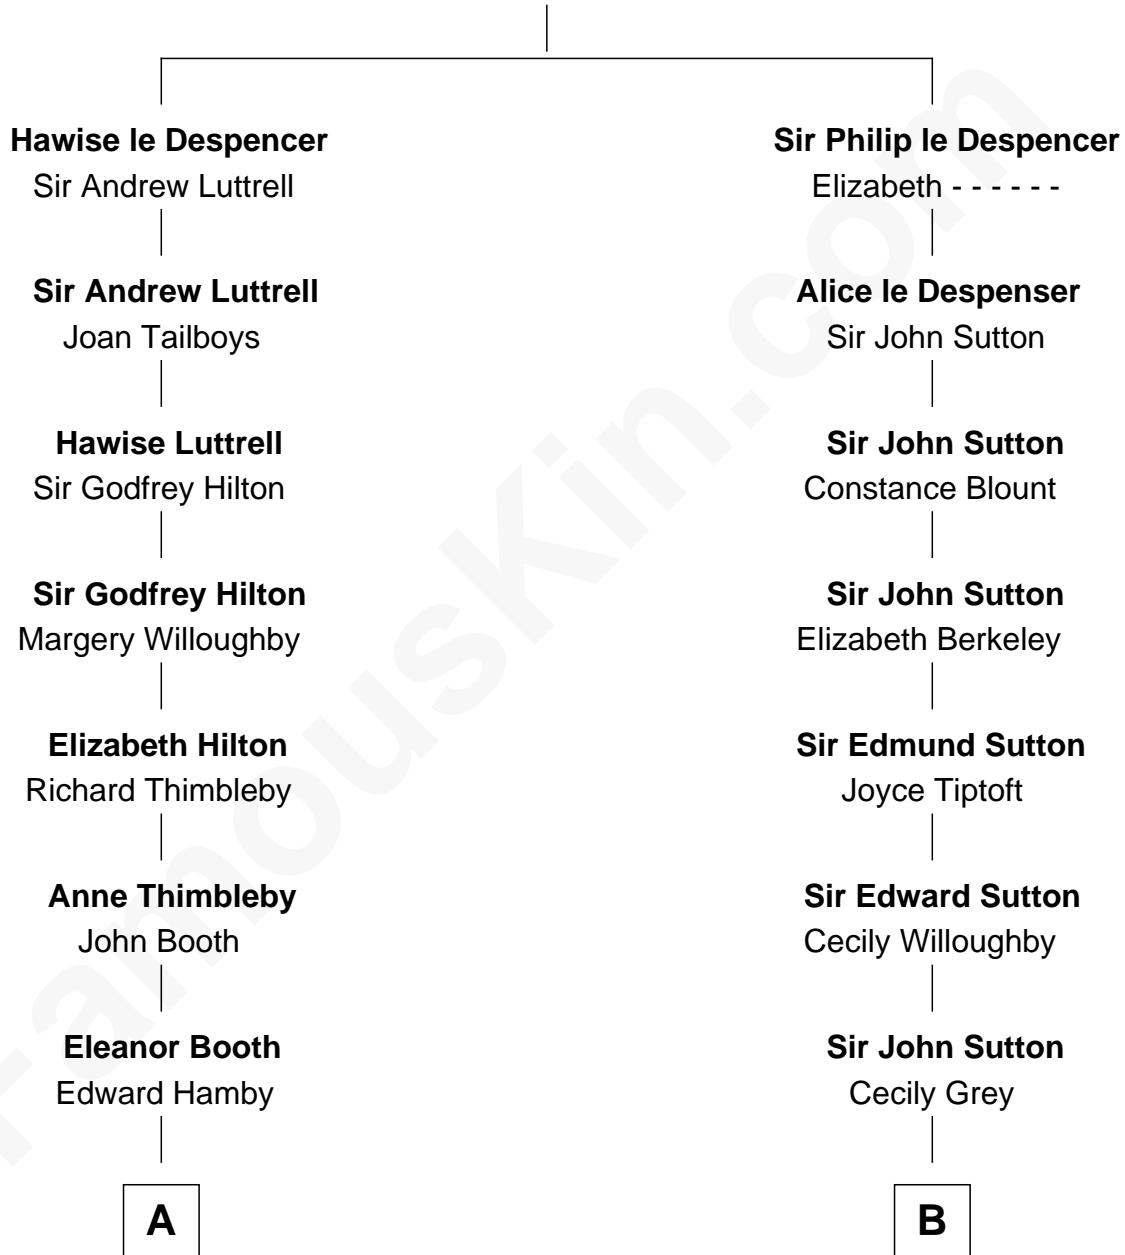 Hawise le Despencer
Sir Andrew Luttrell
Sir Andrew Luttrell
Joan Tailboys
Hawise Luttrell
Sir Godfrey Hilton
Sir Godfrey Hilton
Margery Willoughby
Elizabeth Hilton
Richard Thimbleby
Anne Thimbleby
John Booth
Eleanor Booth
Edward Hamby
A
Sir Philip le Despencer
Elizabeth - - - - - -
Alice le Despenser
Sir John Sutton
Sir John Sutton
Constance Blount
Sir John Sutton
Elizabeth Berkeley
Sir Edmund Sutton
Joyce Tiptoft
Sir Edward Sutton
Cecily Willoughby
Sir John Sutton
Cecily Grey
B
FamousKin.com